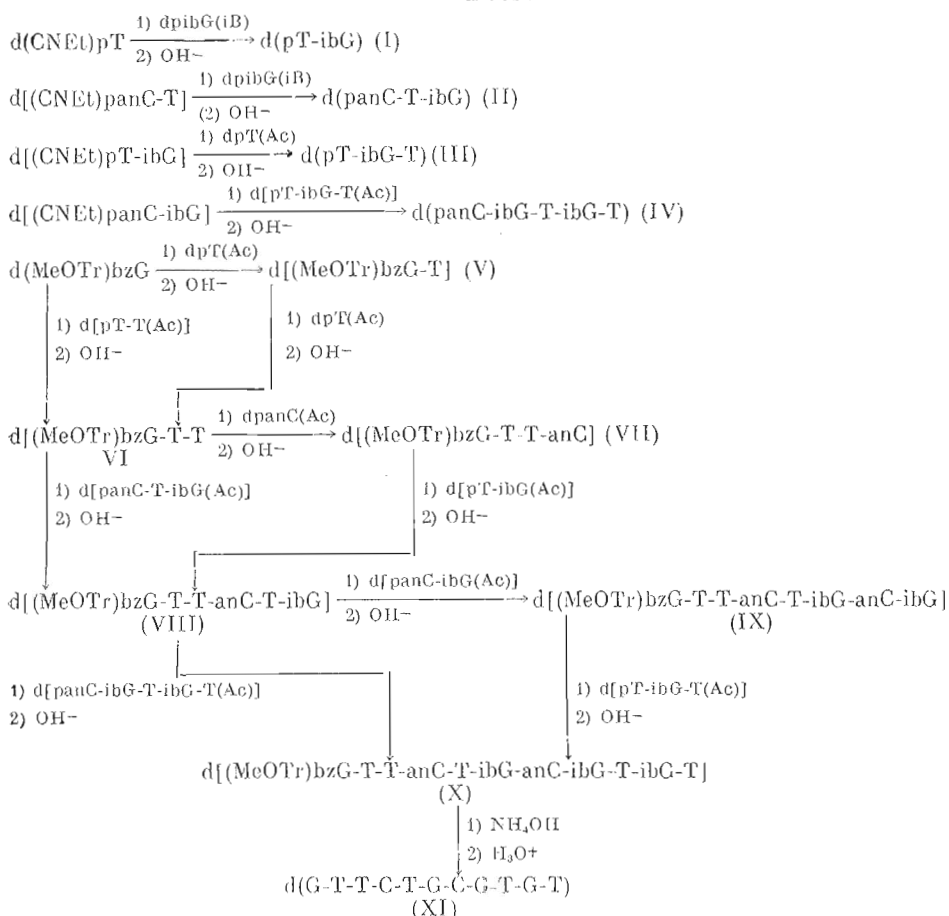 d(CNEt)pT 1) dpibG(iB) 2) OH− d(pT-ibG) (I)
d[(CNEt)panC-T] 1) dpibG(iB) (2) OH− d(panC-T-ibG) (II)
d[(CNEt)pT-ibG] 1) dpT(Ac) 2) OH− d(pT-ibG-T)(III)
d[(CNEt)panC-ibG] 1) d[pT-ibG-T(Ac)] 2) OH− d(panC-ibG-T-ibG-T) (IV)
d(MeOTr)bzG 1) dpT(Ac) 2) OH− d[(MeOTr)bzG-T] (V)
1) d[pT-T(Ac)]
2) OH−
1) dpT(Ac)
2) OH−
d[(MeOTr)bzG-T-T 1) dpanC(Ac) 2) OH− d[(MeOTr)bzG-T-T-anC] (VII)
VI
1) d[panC-T-ibG(Ac)]
2) OH−
1) d[pT-ibG(Ac)]
2) OH−
d[(MeOTr)bzG-T-T-anC-T-ibG] 1) d[panC-ibG(Ac)] 2) OH− d[(MeOTr)bzG-T-T-anC-T-ibG-anC-ibG]
(VIII) (IX)
1) d[panC-ibG-T-ibG-T(Ac)]
2) OH−
1) d[pT-ibG-T(Ac)]
2) OH−
d[(MeOTr)bzG-T-T-anC-T-ibG-anC-ibG-T-ibG-T]
(X)
1) NH₄OH
2) H₃O+
d(G-T-T-C-T-G-C-G-T-G-T)
(XI)